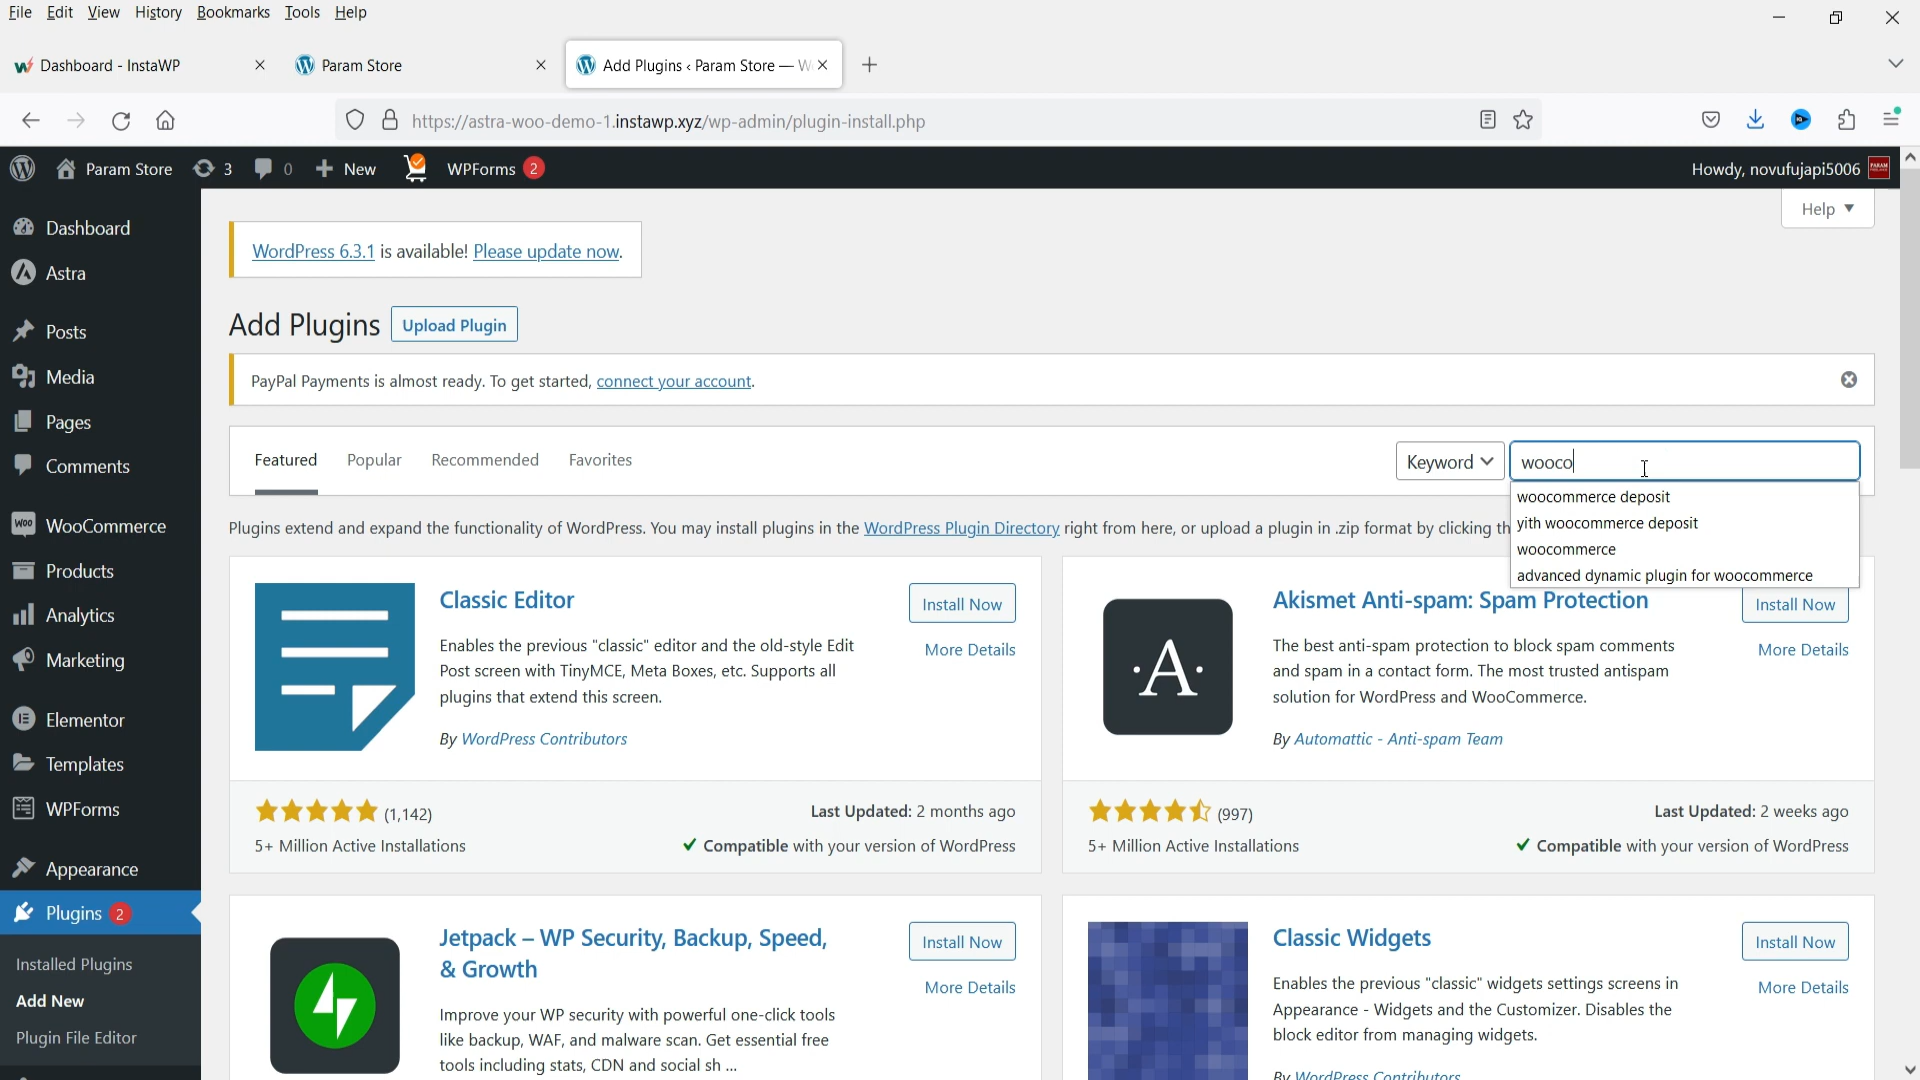 File Edit View History Bookmarks Tools Help
Dashboard - InstaWP
Param Store
Add Plugins ‹ Param Store — W
https://astra-woo-demo-1.instawp.xyz/wp-admin/plugin-install.php
Param Store 3 0 New WPForms 2 Howdy, novufujapi5006
Help
Dashboard
Astra
Posts
Media
Pages
Comments
WooCommerce
Products
Analytics
Marketing
Elementor
Templates
WPForms
Appearance
Plugins 2
Installed Plugins
Add New
Plugin File Editor
WordPress 6.3.1 is available! Please update now.
Add Plugins Upload Plugin
PayPal Payments is almost ready. To get started, connect your account.
Featured Popular Recommended Favorites Keyword wooco
woocommerce deposit
yith woocommerce deposit
woocommerce
advanced dynamic plugin for woocommerce
Plugins extend and expand the functionality of WordPress. You may install plugins in the WordPress Plugin Directory right from here, or upload a plugin in .zip format by clicking th
Classic Editor
Install Now
More Details
Enables the previous "classic" editor and the old-style Edit
Post screen with TinyMCE, Meta Boxes, etc. Supports all
plugins that extend this screen.
By WordPress Contributors
(1,142)
Last Updated: 2 months ago
5+ Million Active Installations
Compatible with your version of WordPress
·A·
Akismet Anti-spam: Spam Protection
Install Now
More Details
The best anti-spam protection to block spam comments
and spam in a contact form. The most trusted antispam
solution for WordPress and WooCommerce.
By Automattic - Anti-spam Team
(997)
Last Updated: 2 weeks ago
5+ Million Active Installations
Compatible with your version of WordPress
Jetpack – WP Security, Backup, Speed,
& Growth
Install Now
More Details
Improve your WP security with powerful one-click tools
like backup, WAF, and malware scan. Get essential free
tools including stats, CDN and social sh ...
Classic Widgets
Install Now
More Details
Enables the previous "classic" widgets settings screens in
Appearance - Widgets and the Customizer. Disables the
block editor from managing widgets.
By WordPress Contributors